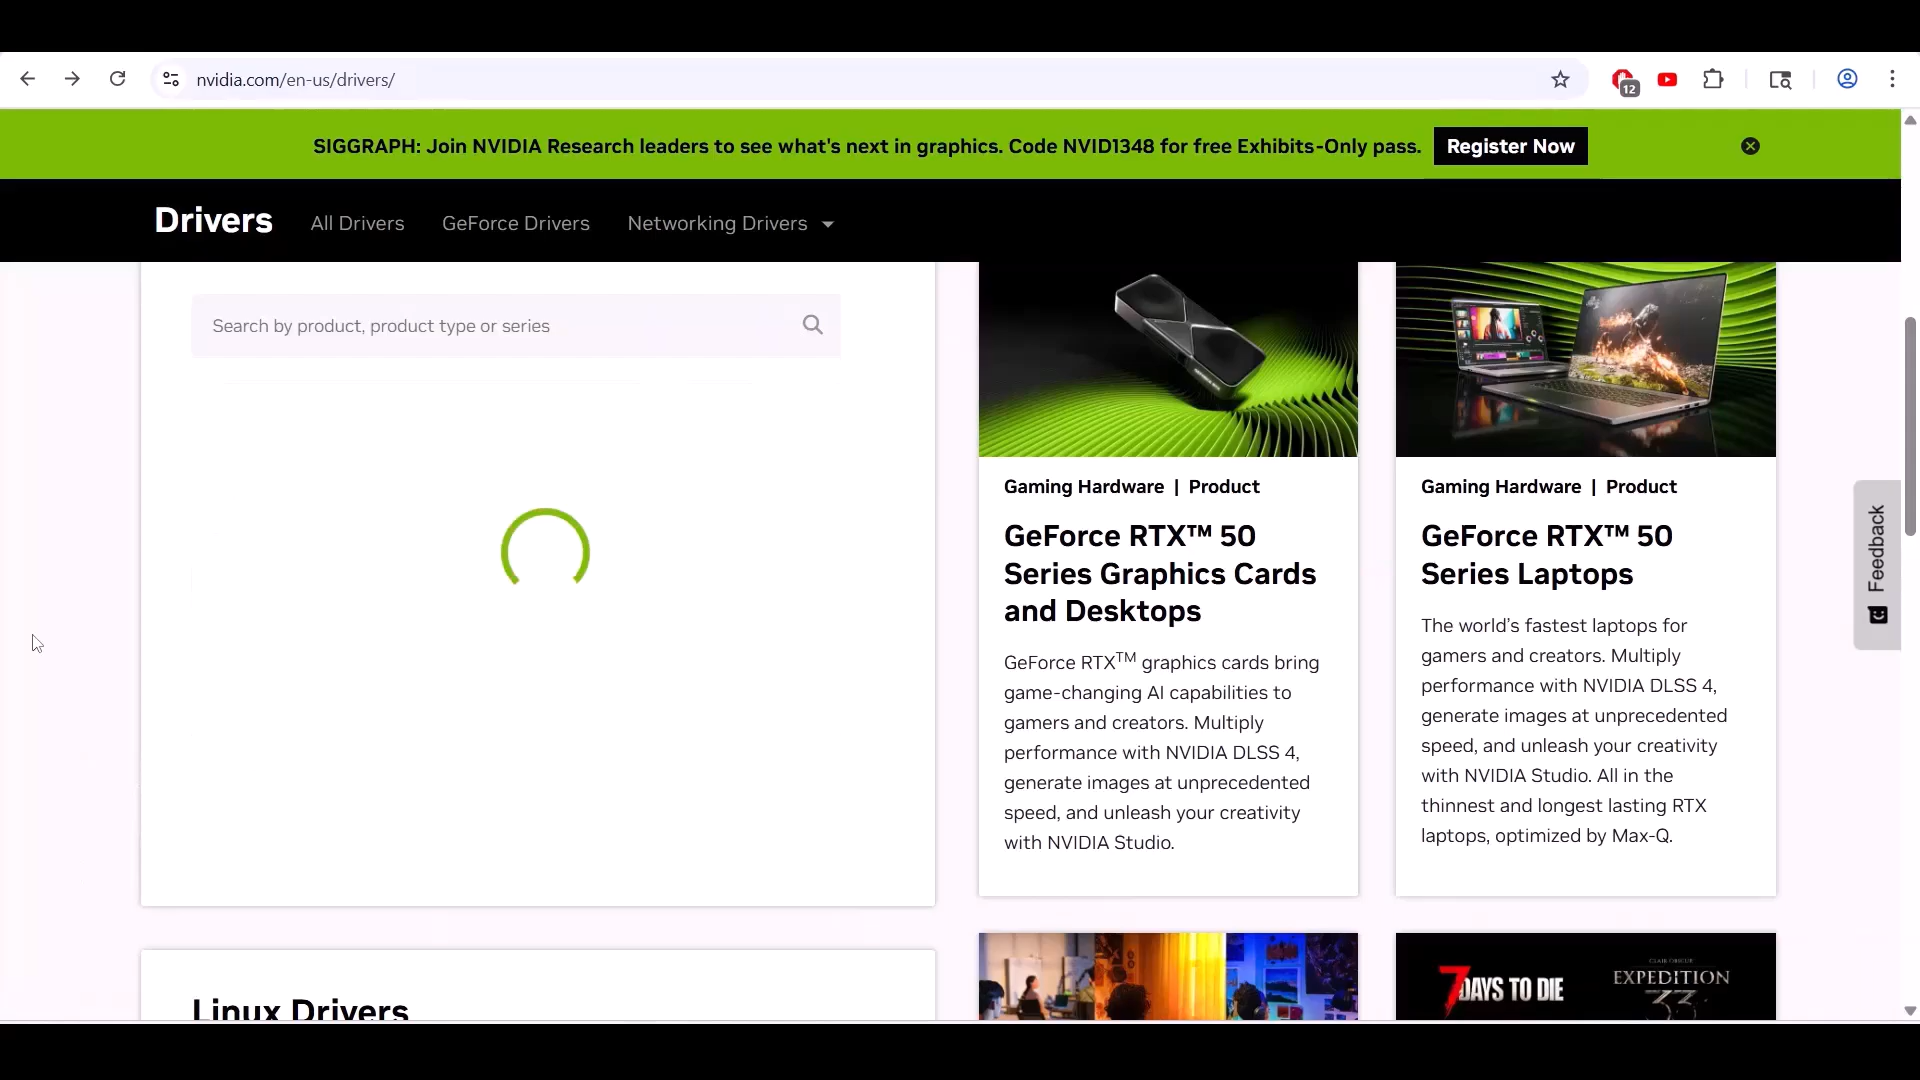 nvidia.com/en-us/drivers/
12
SIGGRAPH: Join NVIDIA Research leaders to see what's next in graphics. Code NVID1348 for free Exhibits-Only pass.
Register Now
Drivers
All Drivers
GeForce Drivers
Networking Drivers
Search by product, product type or series
Gaming Hardware | Product
GeForce RTX™ 50
Series Graphics Cards
and Desktops
GeForce RTXTM graphics cards bring
game-changing AI capabilities to
gamers and creators. Multiply
performance with NVIDIA DLSS 4,
generate images at unprecedented
speed, and unleash your creativity
with NVIDIA Studio.
Gaming Hardware | Product
GeForce RTX™ 50
Series Laptops
The world's fastest laptops for
gamers and creators. Multiply
performance with NVIDIA DLSS 4,
generate images at unprecedented
speed, and unleash your creativity
with NVIDIA Studio. All in the
thinnest and longest lasting RTX
laptops, optimized by Max-Q.
Feedback
Linux Drivers
7 DAYS TO DIE
CLAIR OBSCUR
EXPEDITION
33